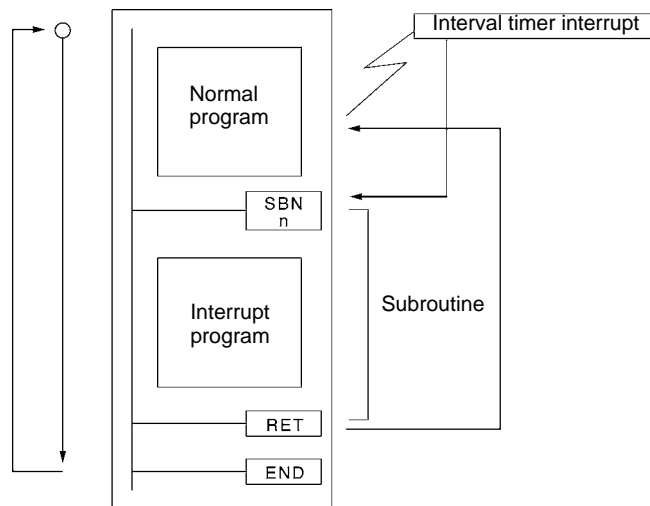 Interval timer interrupt
Normal
program
SBN
n
Interrupt
program
Subroutine
RET
END